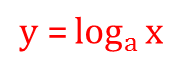 y = logₐ x